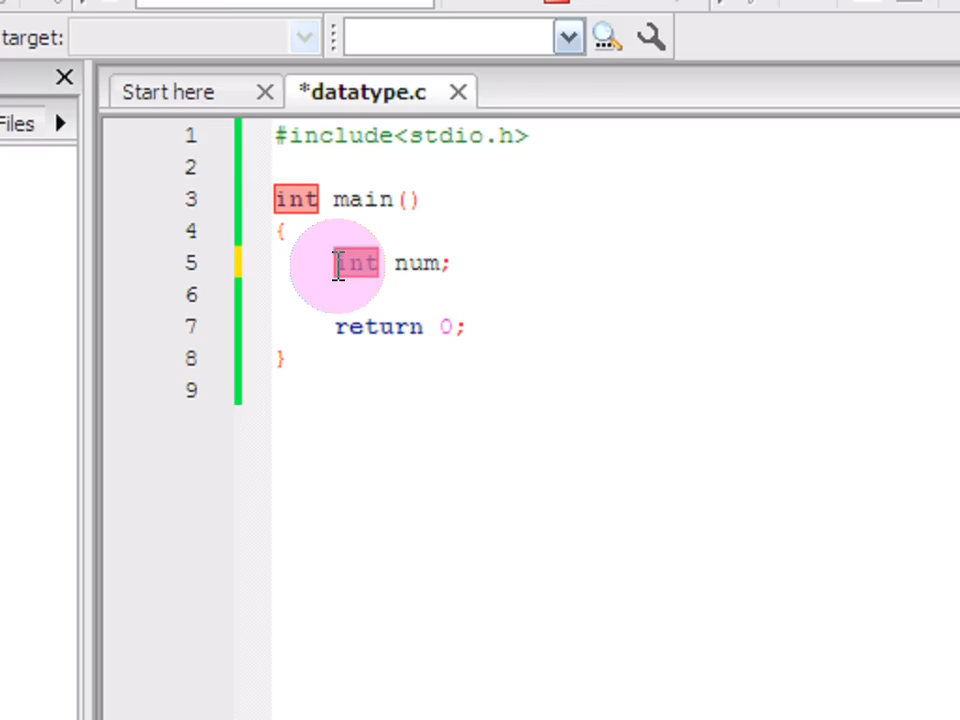 target:
Start here
*datatype.c
Files
1 #include<stdio.h>
2
3 int main()
4 {
5 int num;
6
7 return 0;
8 }
9